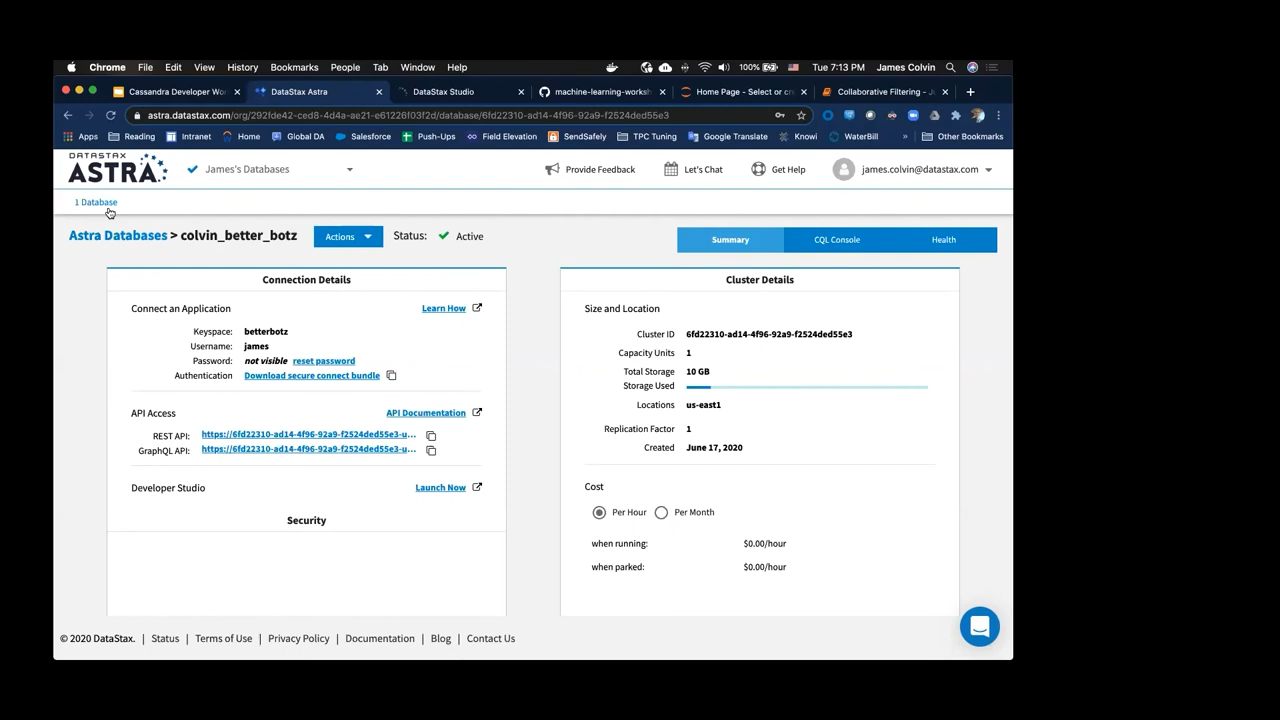 Chrome File Edit View History Bookmarks People Tab Window Help 100% Tue 7:13 PM James Colvin
Cassandra Developer Wo DataStax Astra DataStax Studio machine-learning-worksh Home Page - Select or cre Collaborative Filtering - Ju
astra.datastax.com/org/292fde42-ced8-4d4a-ae21-e61226f03f2d/database/6fd22310-ad14-4f96-92a9-f2524ded55e3
Apps Reading Intranet Home Global DA Salesforce Push-Ups Field Elevation SendSafely TPC Tuning Google Translate Knowi WaterBill » Other Bookmarks
DATASTAX
ASTRA James's Databases Provide Feedback Let's Chat Get Help james.colvin@datastax.com
1 Database
Astra Databases > colvin_better_botz Actions Status: Active Summary CQL Console Health
Connection Details
Connect an Application Learn How
Keyspace: betterbotz
Username: james
Password: not visible reset password
Authentication Download secure connect bundle
API Access API Documentation
REST API: https://6fd22310-ad14-4f96-92a9-f2524ded55e3-u...
GraphQL API: https://6fd22310-ad14-4f96-92a9-f2524ded55e3-u...
Developer Studio Launch Now
Security
Cluster Details
Size and Location
Cluster ID 6fd22310-ad14-4f96-92a9-f2524ded55e3
Capacity Units 1
Total Storage 10 GB
Storage Used
Locations us-east1
Replication Factor 1
Created June 17, 2020
Cost
Per Hour Per Month
when running: $0.00/hour
when parked: $0.00/hour
© 2020 DataStax. | Status | Terms of Use | Privacy Policy | Documentation | Blog | Contact Us